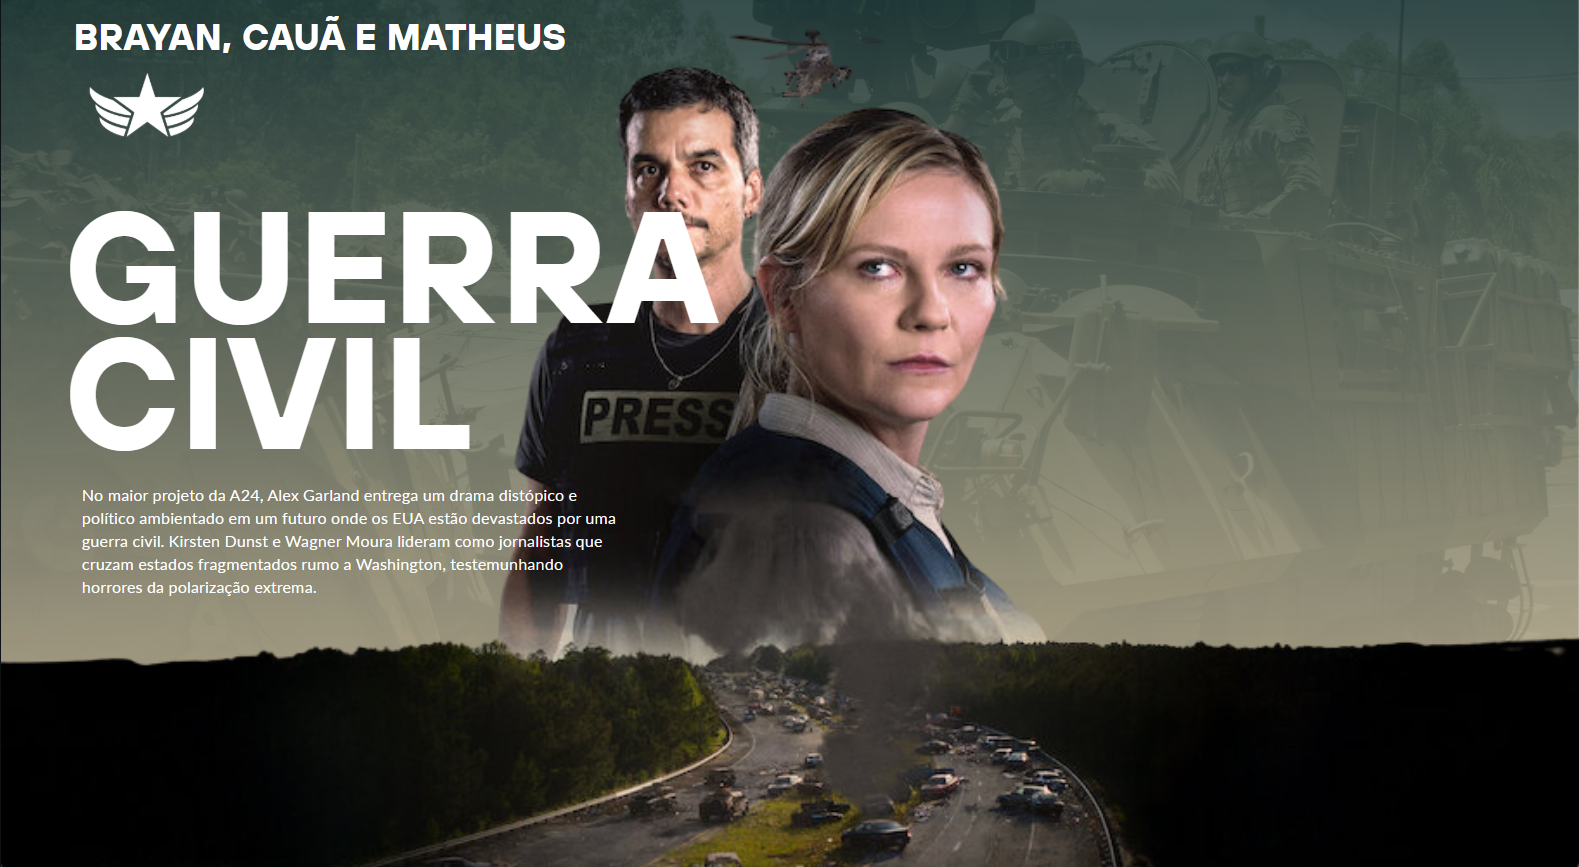 BRAYAN, CAUÃ E MATHEUS
GUERRA
CIVIL
PRESS
No maior projeto da A24, Alex Garland entrega um drama distópico e
político ambientado em um futuro onde os EUA estão devastados por uma
guerra civil. Kirsten Dunst e Wagner Moura lideram como jornalistas que
cruzam estados fragmentados rumo a Washington, testemunhando
horrores da polarização extrema.